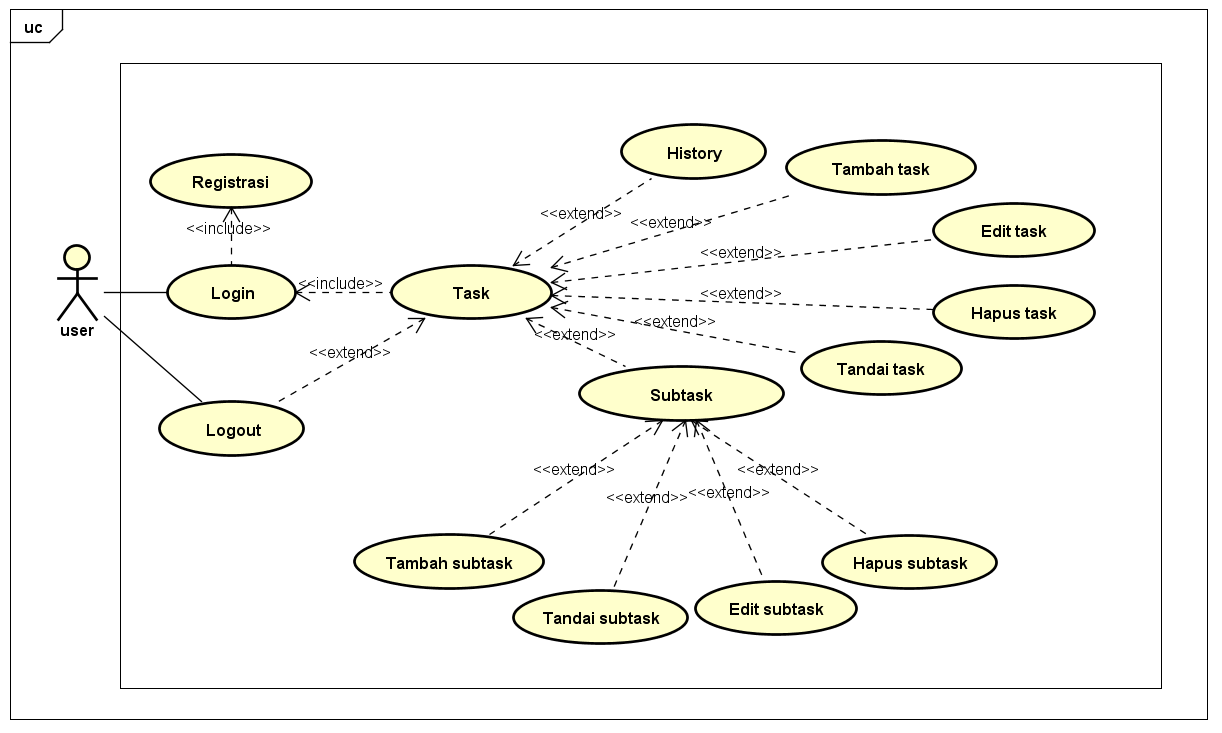 uc
History
Tambah task
Registrasi
<<extend>>
<<extend>>
<<include>>
Edit task
<<extend>>
<<include>>
Login
Task
<<extend>>
Hapus task
user
<<extend>>
<<extend>>
<<extend>>
Tandai task
Subtask
Logout
<<extend>>
<<extend>>
<<extend>>
<<extend>>
Tambah subtask
Hapus subtask
Tandai subtask
Edit subtask